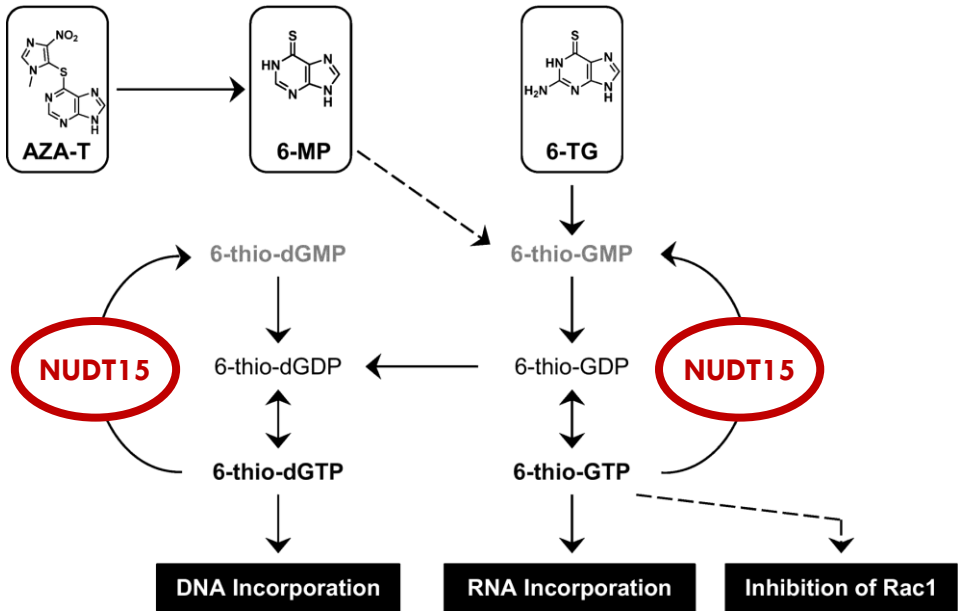 N
NO₂
N
S
N
N
N
N
H
AZA-T
S
HN
N
N
N
H
6-MP
S
HN
N
H₂N
N
N
H
6-TG
6-thio-dGMP
6-thio-GMP
NUDT15
6-thio-dGDP
6-thio-GDP
NUDT15
6-thio-dGTP
6-thio-GTP
DNA Incorporation
RNA Incorporation
Inhibition of Rac1